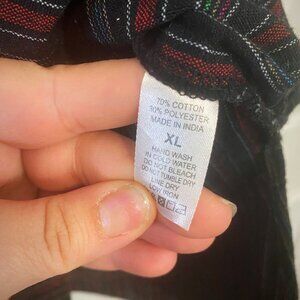 70% COTTON
30% POLYESTER
MADE IN INDIA
XL
HAND WASH
IN COLD WATER
DO NOT BLEACH
DO NOT TUMBLE DRY
LINE DRY
LOW IRON